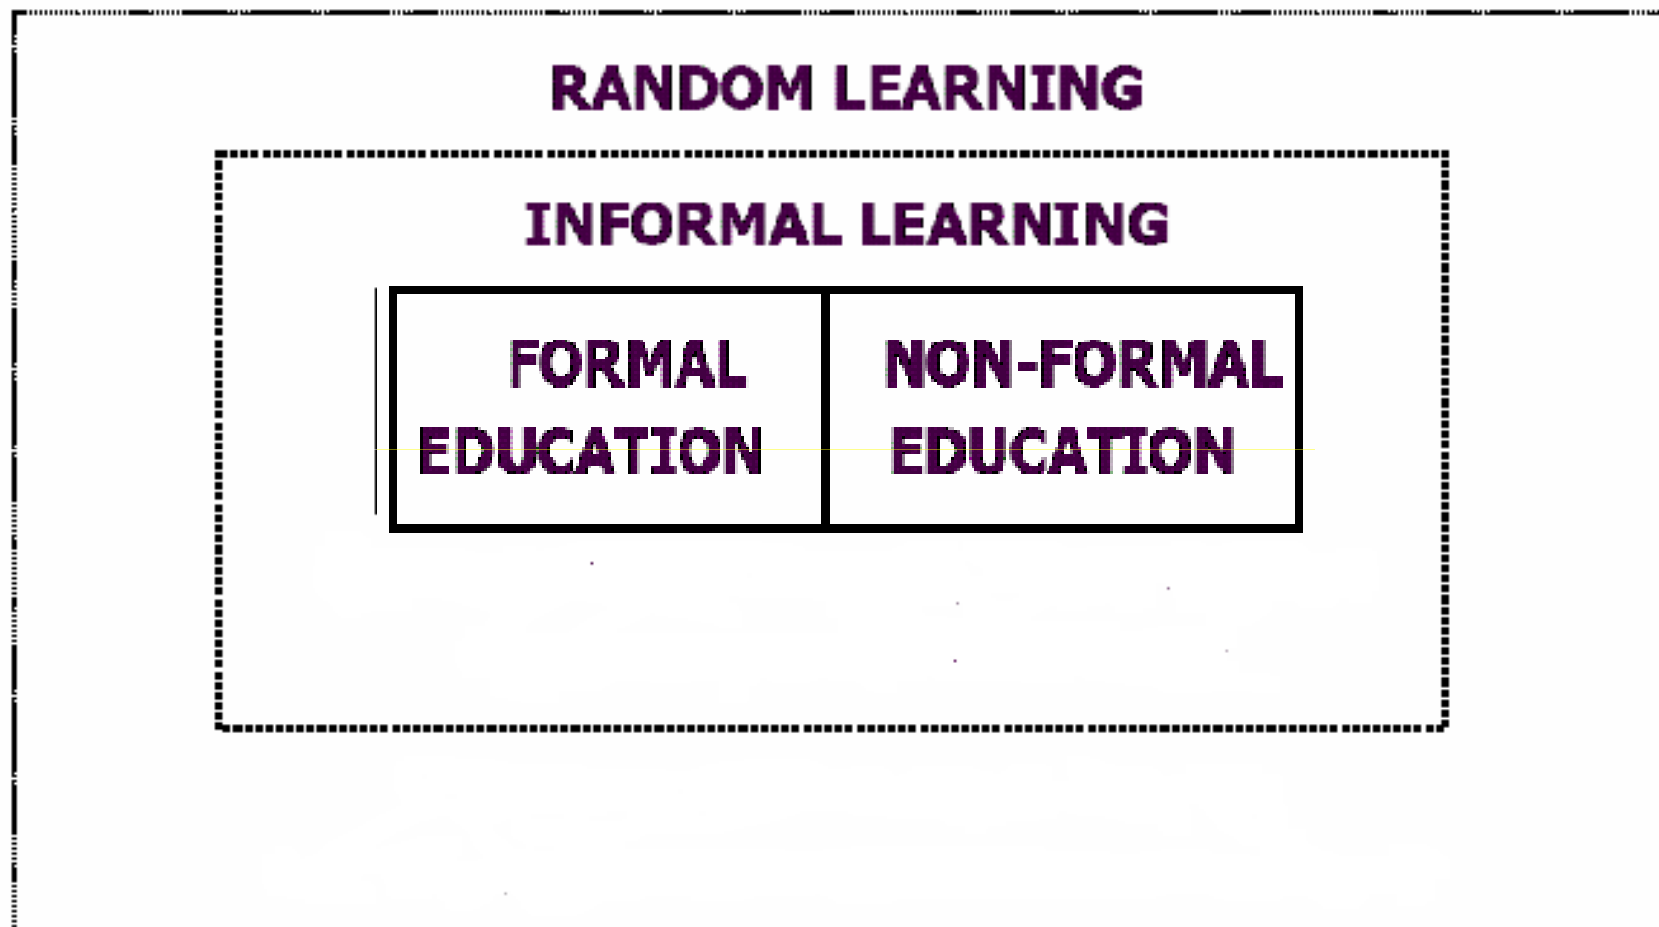 RANDOM LEARNING
INFORMAL LEARNING
FORMAL
EDUCATION
NON-FORMAL
EDUCATION